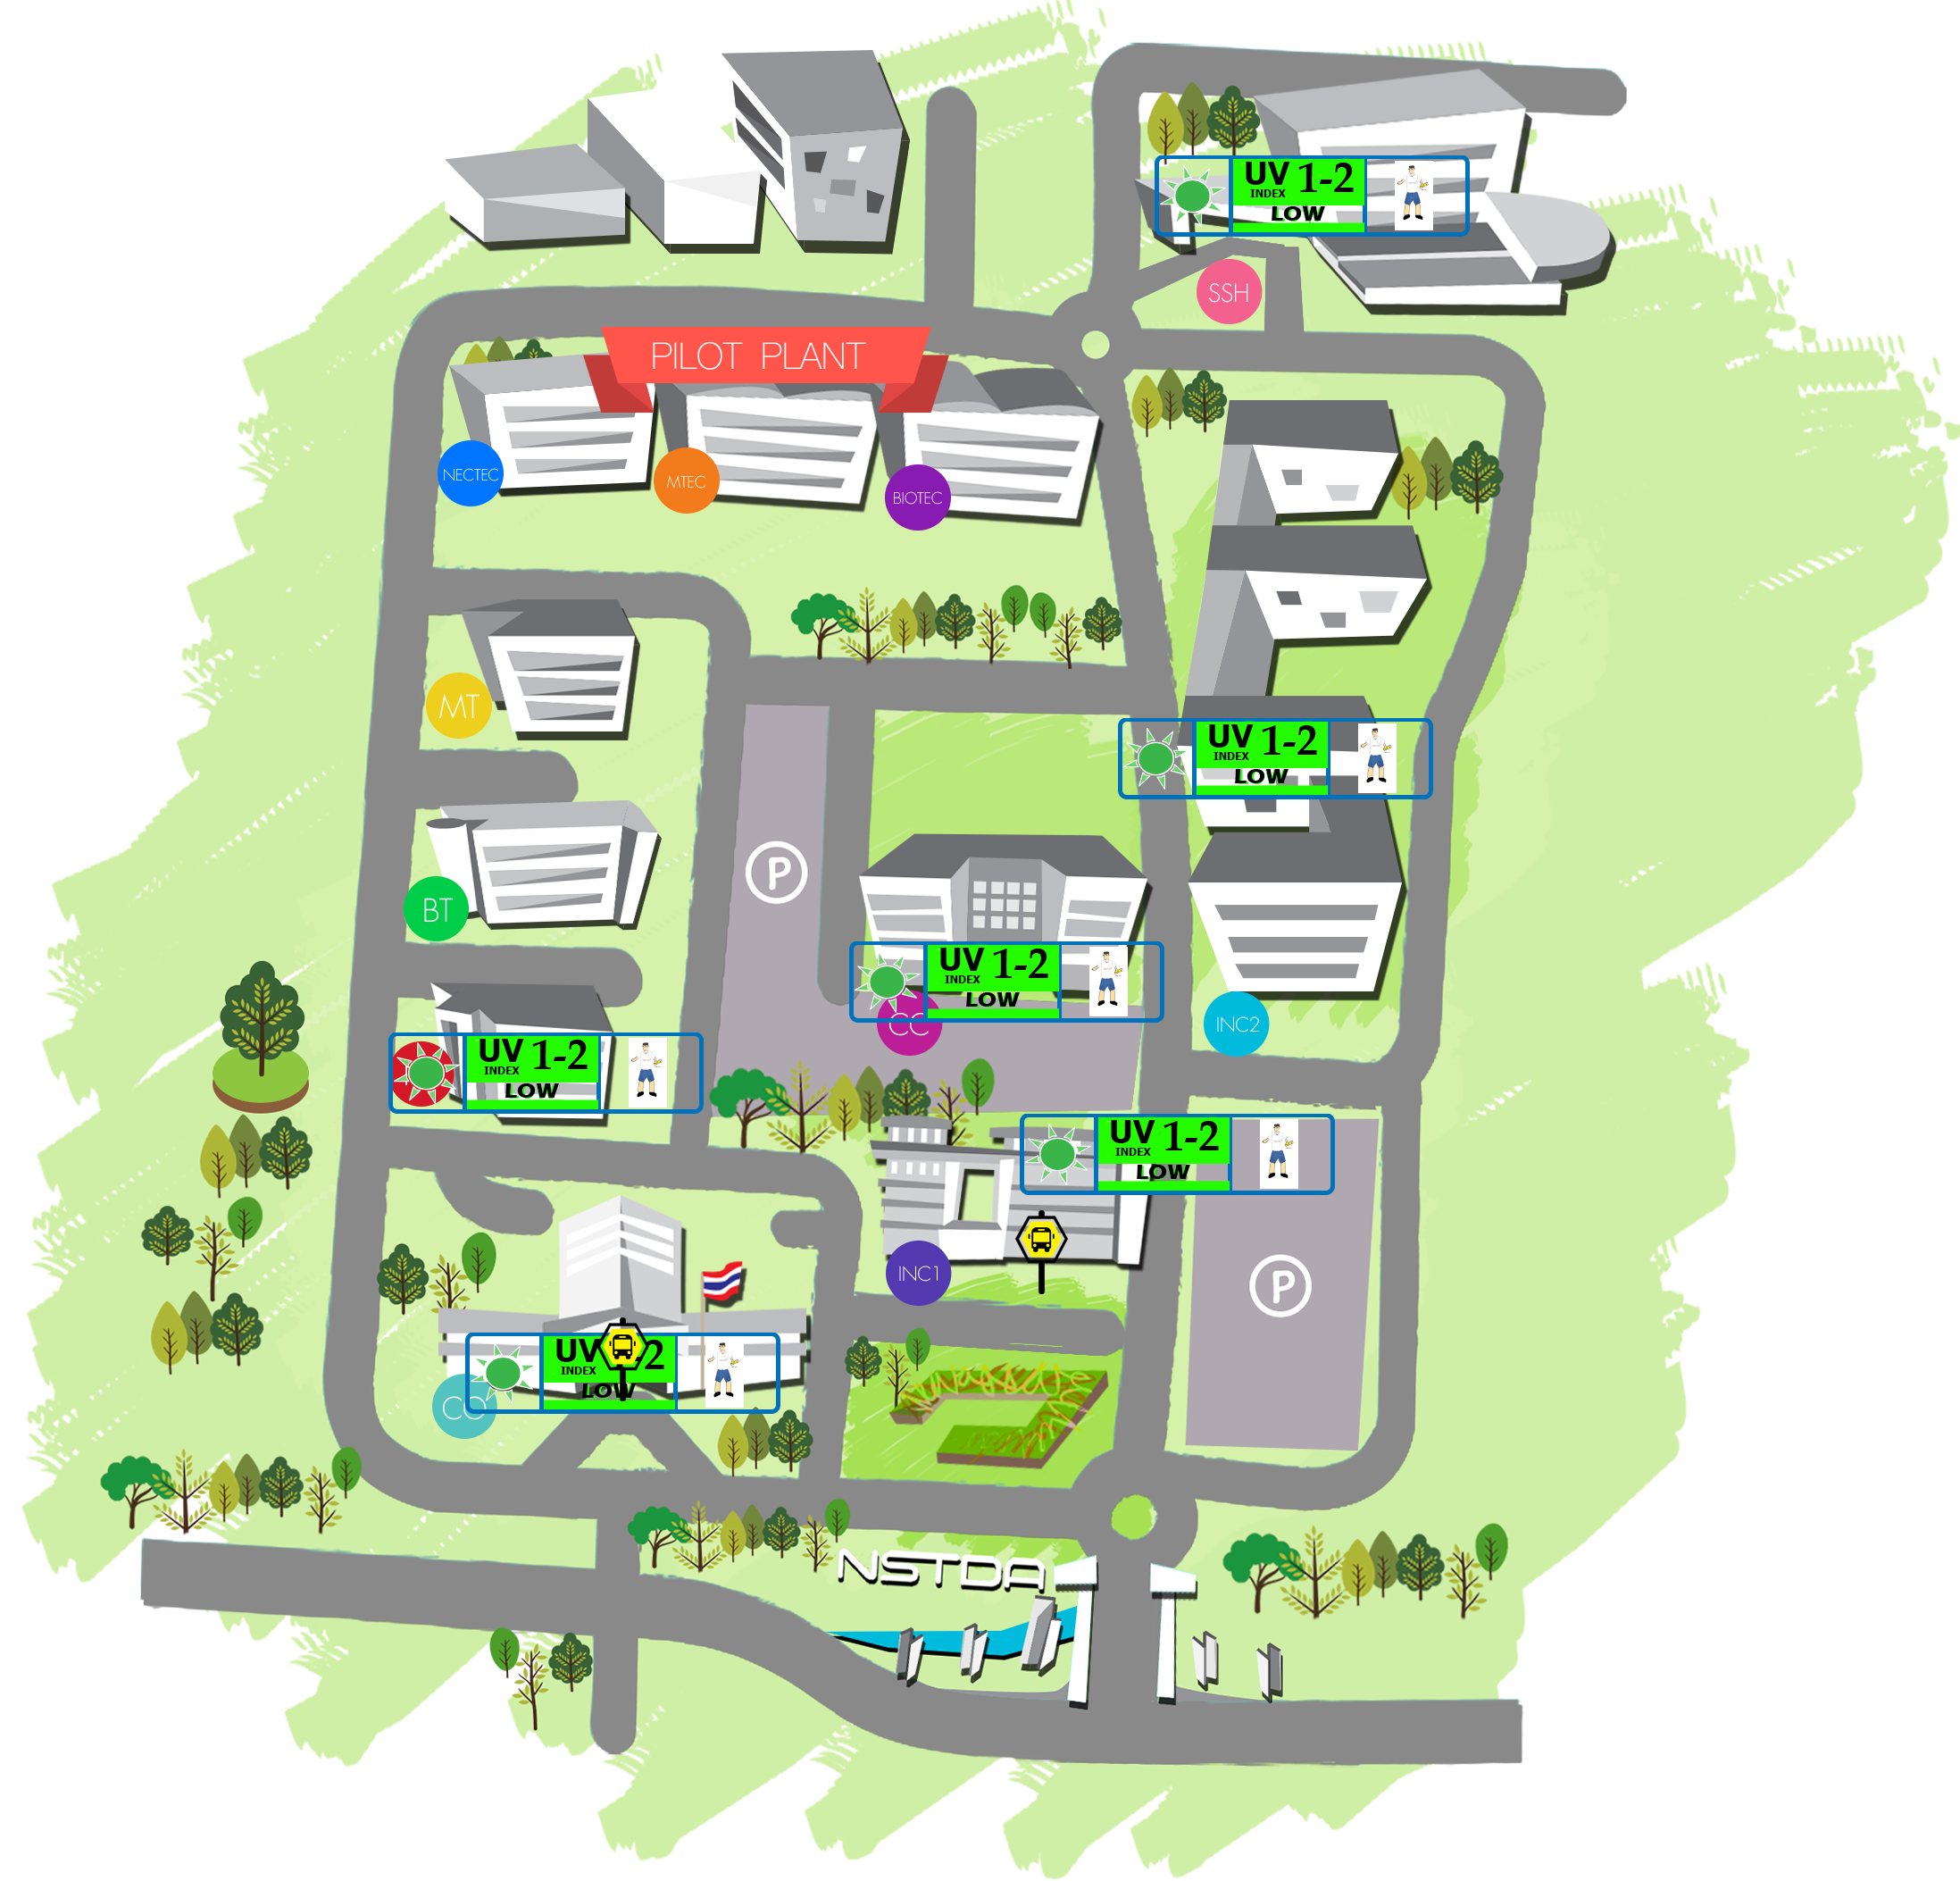 UV 1-2
INDEX
LOW
SSH
PILOT PLANT
NECTEC
MTEC
BIOTEC
MT
UV 1-2
INDEX
LOW
P
BT
UV 1-2
INDEX
LOW
CC
INC2
UV 1-2
INDEX
LOW
UV 1-2
INDEX
LOW
INC1
P
UV 2
INDEX
LOW
NSTDA